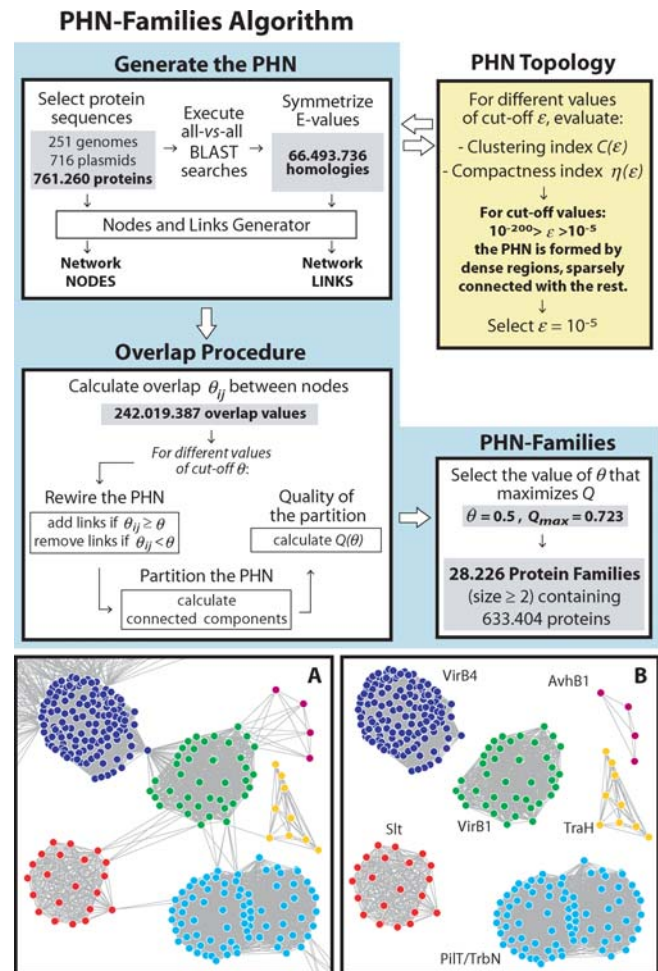 PHN-Families Algorithm
Generate the PHN
Select protein
sequences
251 genomes
716 plasmids
761.260 proteins
→
Execute
all-vs-all
BLAST
searches
→
Symmetrize
E-values
66.493.736
homologies
Nodes and Links Generator
Network
NODES
Network
LINKS
PHN Topology
For different values
of cut-off ε, evaluate:
- Clustering index C(ε)
- Compactness index η(ε)
For cut-off values:
10⁻²⁰⁰> ε >10⁻⁵
the PHN is formed by
dense regions, sparsely
connected with the rest.
Select ε = 10⁻⁵
Overlap Procedure
Calculate overlap θij between nodes
242.019.387 overlap values
For different values
of cut-off θ:
Rewire the PHN
add links if θij ≥ θ
remove links if θij < θ
Partition the PHN
calculate
connected components
Quality of
the partition
calculate Q(θ)
PHN-Families
Select the value of θ that
maximizes Q
θ = 0.5 , Qmax = 0.723
28.226 Protein Families
(size ≥ 2) containing
633.404 proteins
A
B
VirB4
AvhB1
Slt
VirB1
TraH
PilT/TrbN